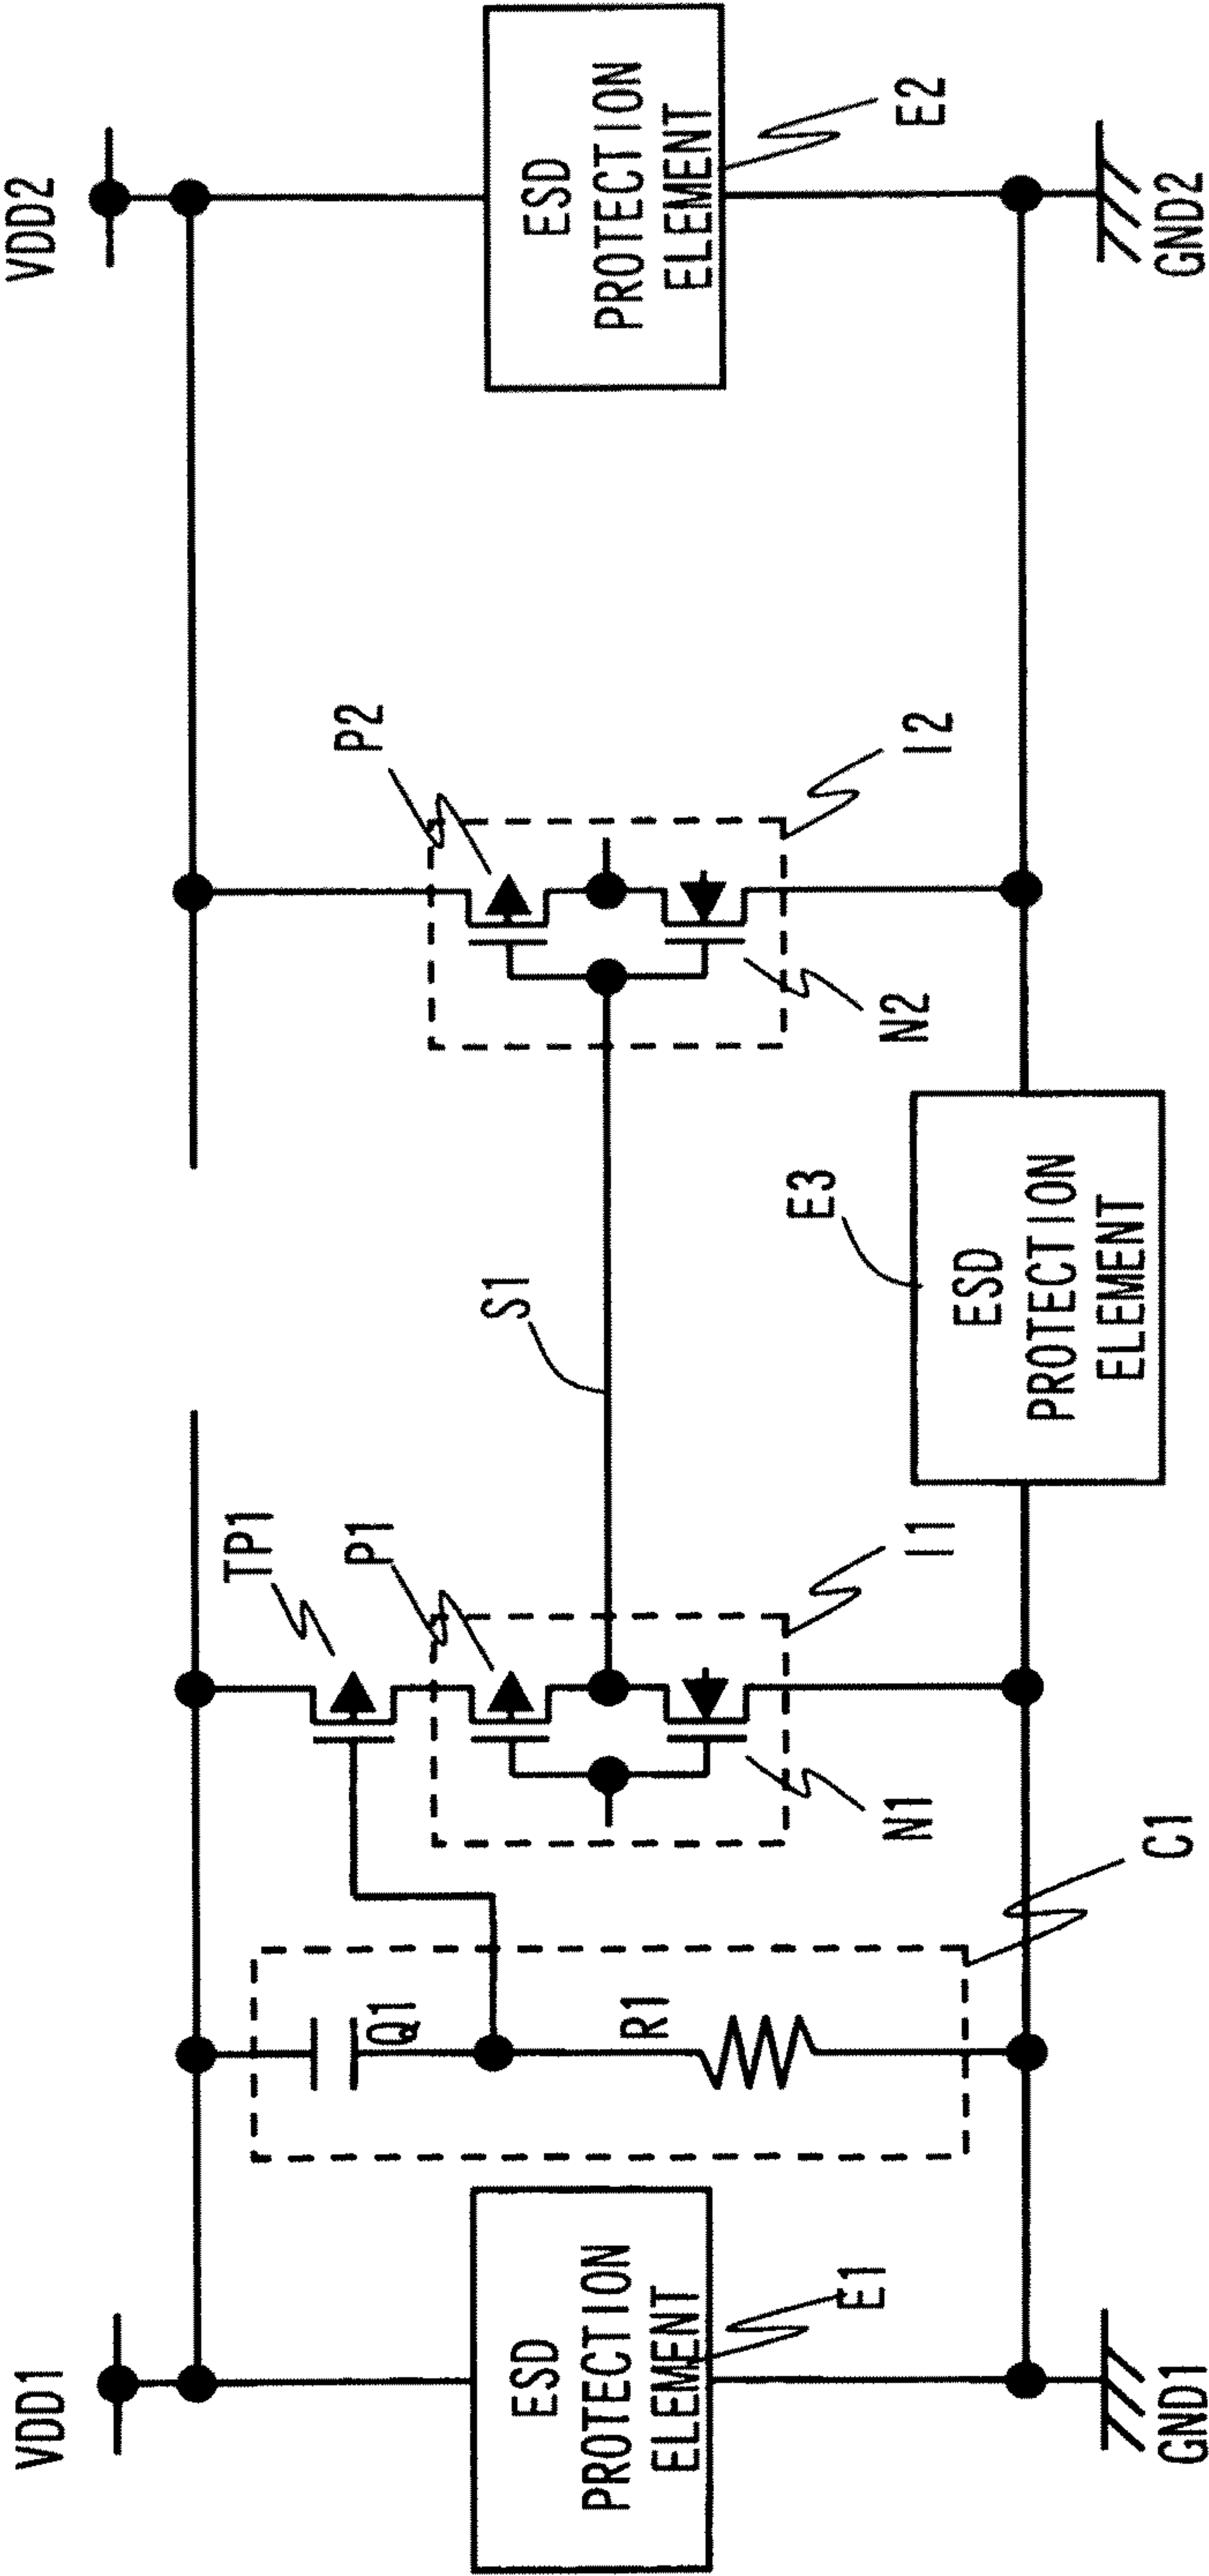 VDD1
VDD2
TP1
P1
P2
Q1
S1
R1
ESD
PROTECTION
ELEMENT
E1
ESD
PROTECTION
ELEMENT
E2
N1
I1
E3
N2
I2
ESD
PROTECTION
ELEMENT
C1
GND1
GND2